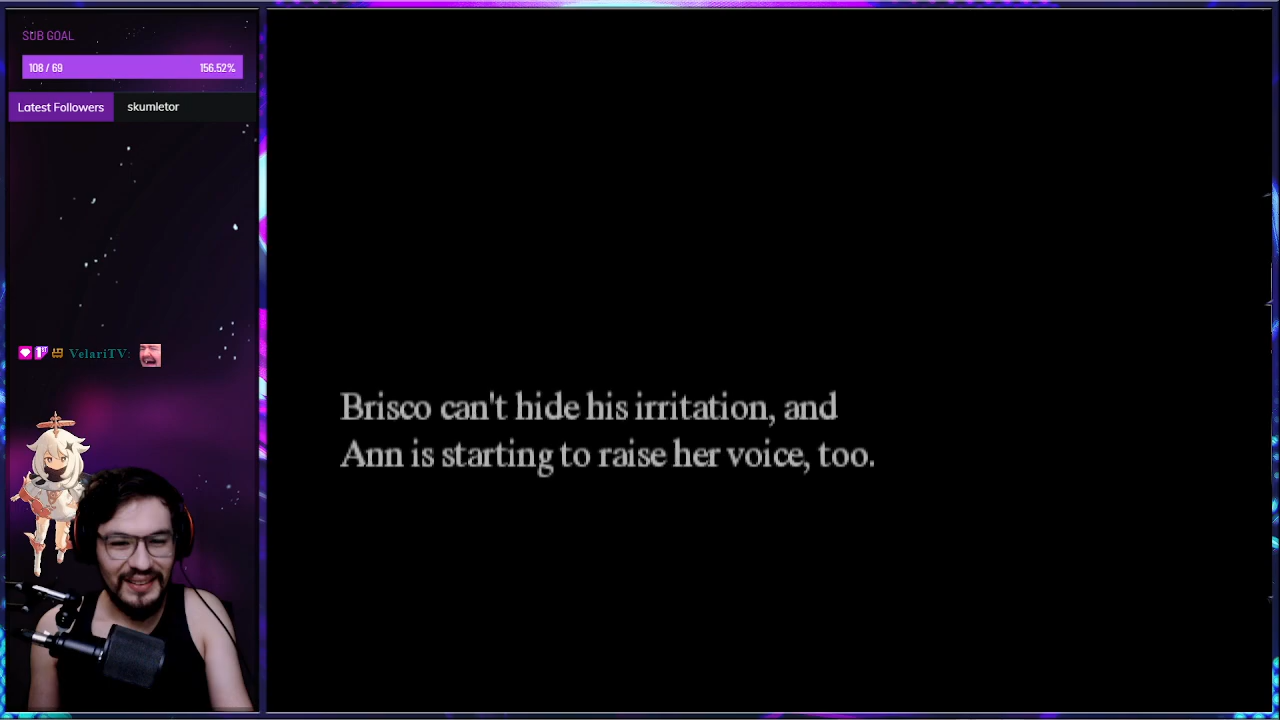 SUB GOAL
108 / 69 156.52%
Latest Followers skumletor
VelariTV:
Brisco can't hide his irritation, and
Ann is starting to raise her voice, too.